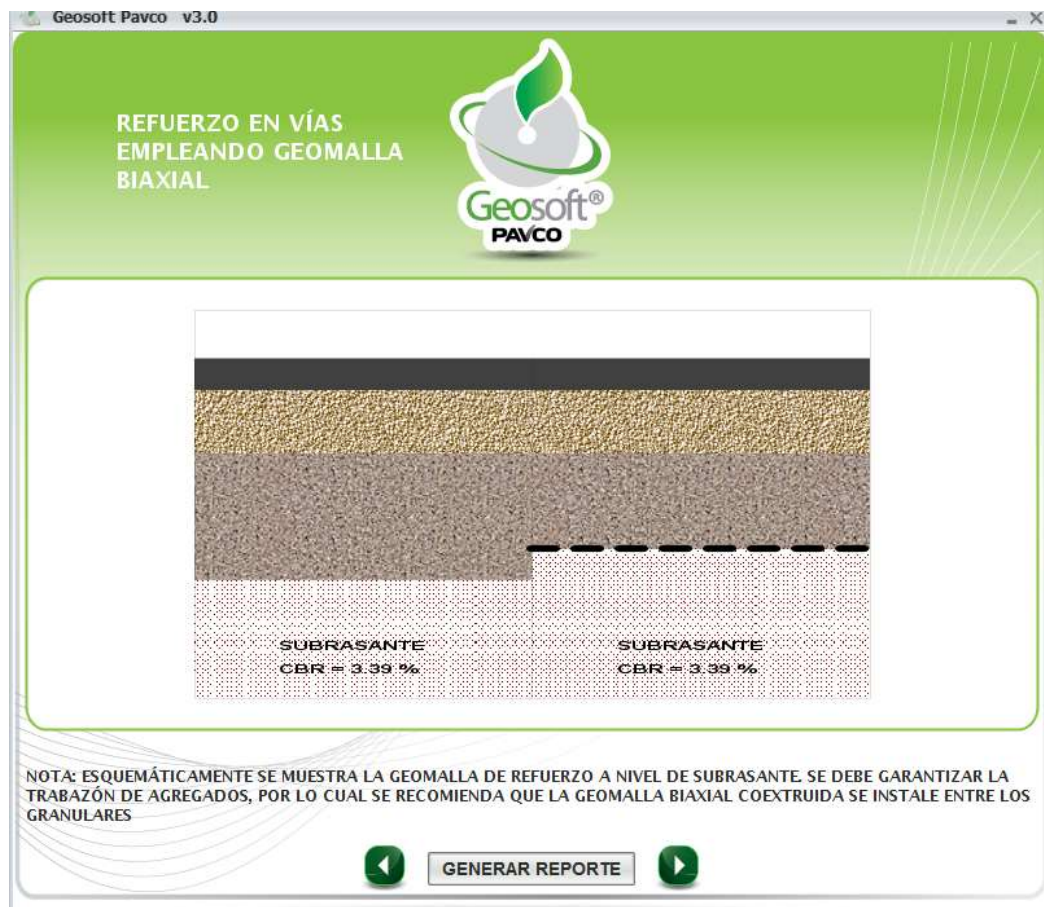 Geosoft Pavco v3.0
REFUERZO EN VÍAS
EMPLEANDO GEOMALLA
BIAXIAL
Geosoft®
PAVCO
SUBRASANTE
CBR = 3.39 %
SUBRASANTE
CBR = 3.39 %
NOTA: ESQUEMÁTICAMENTE SE MUESTRA LA GEOMALLA DE REFUERZO A NIVEL DE SUBRASANTE. SE DEBE GARANTIZAR LA
TRABAZÓN DE AGREGADOS, POR LO CUAL SE RECOMIENDA QUE LA GEOMALLA BIAXIAL COEXTRUIDA SE INSTALE ENTRE LOS
GRANULARES
GENERAR REPORTE